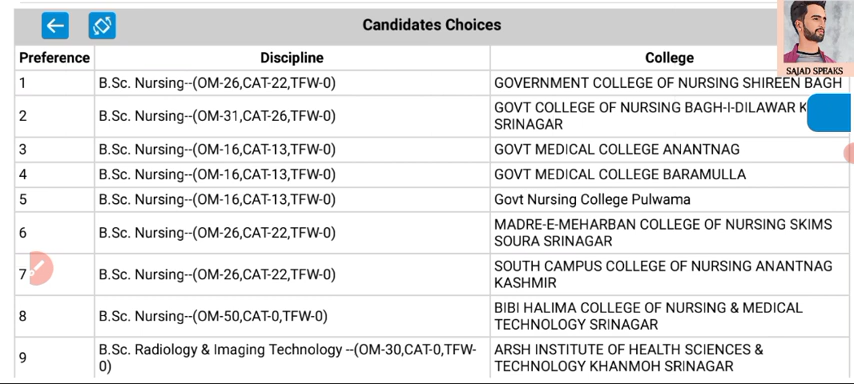 Candidates Choices
SAJAD SPEAKS
Preference Discipline College
1 B.Sc. Nursing--(OM-26,CAT-22,TFW-0) GOVERNMENT COLLEGE OF NURSING SHIREEN BAGH
2 B.Sc. Nursing--(OM-31,CAT-26,TFW-0) GOVT COLLEGE OF NURSING BAGH-I-DILAWAR
SRINAGAR
3 B.Sc. Nursing--(OM-16,CAT-13,TFW-0) GOVT MEDICAL COLLEGE ANANTNAG
4 B.Sc. Nursing--(OM-16,CAT-13,TFW-0) GOVT MEDICAL COLLEGE BARAMULLA
5 B.Sc. Nursing--(OM-16,CAT-13,TFW-0) Govt Nursing College Pulwama
6 B.Sc. Nursing--(OM-26,CAT-22,TFW-0) MADRE-E-MEHARBAN COLLEGE OF NURSING SKIMS
SOURA SRINAGAR
7 B.Sc. Nursing--(OM-26,CAT-22,TFW-0) SOUTH CAMPUS COLLEGE OF NURSING ANANTNAG
KASHMIR
8 B.Sc. Nursing--(OM-50,CAT-0,TFW-0) BIBI HALIMA COLLEGE OF NURSING & MEDICAL
TECHNOLOGY SRINAGAR
9 B.Sc. Radiology & Imaging Technology --(OM-30,CAT-0,TFW-
0)
ARSH INSTITUTE OF HEALTH SCIENCES &
TECHNOLOGY KHANMOH SRINAGAR